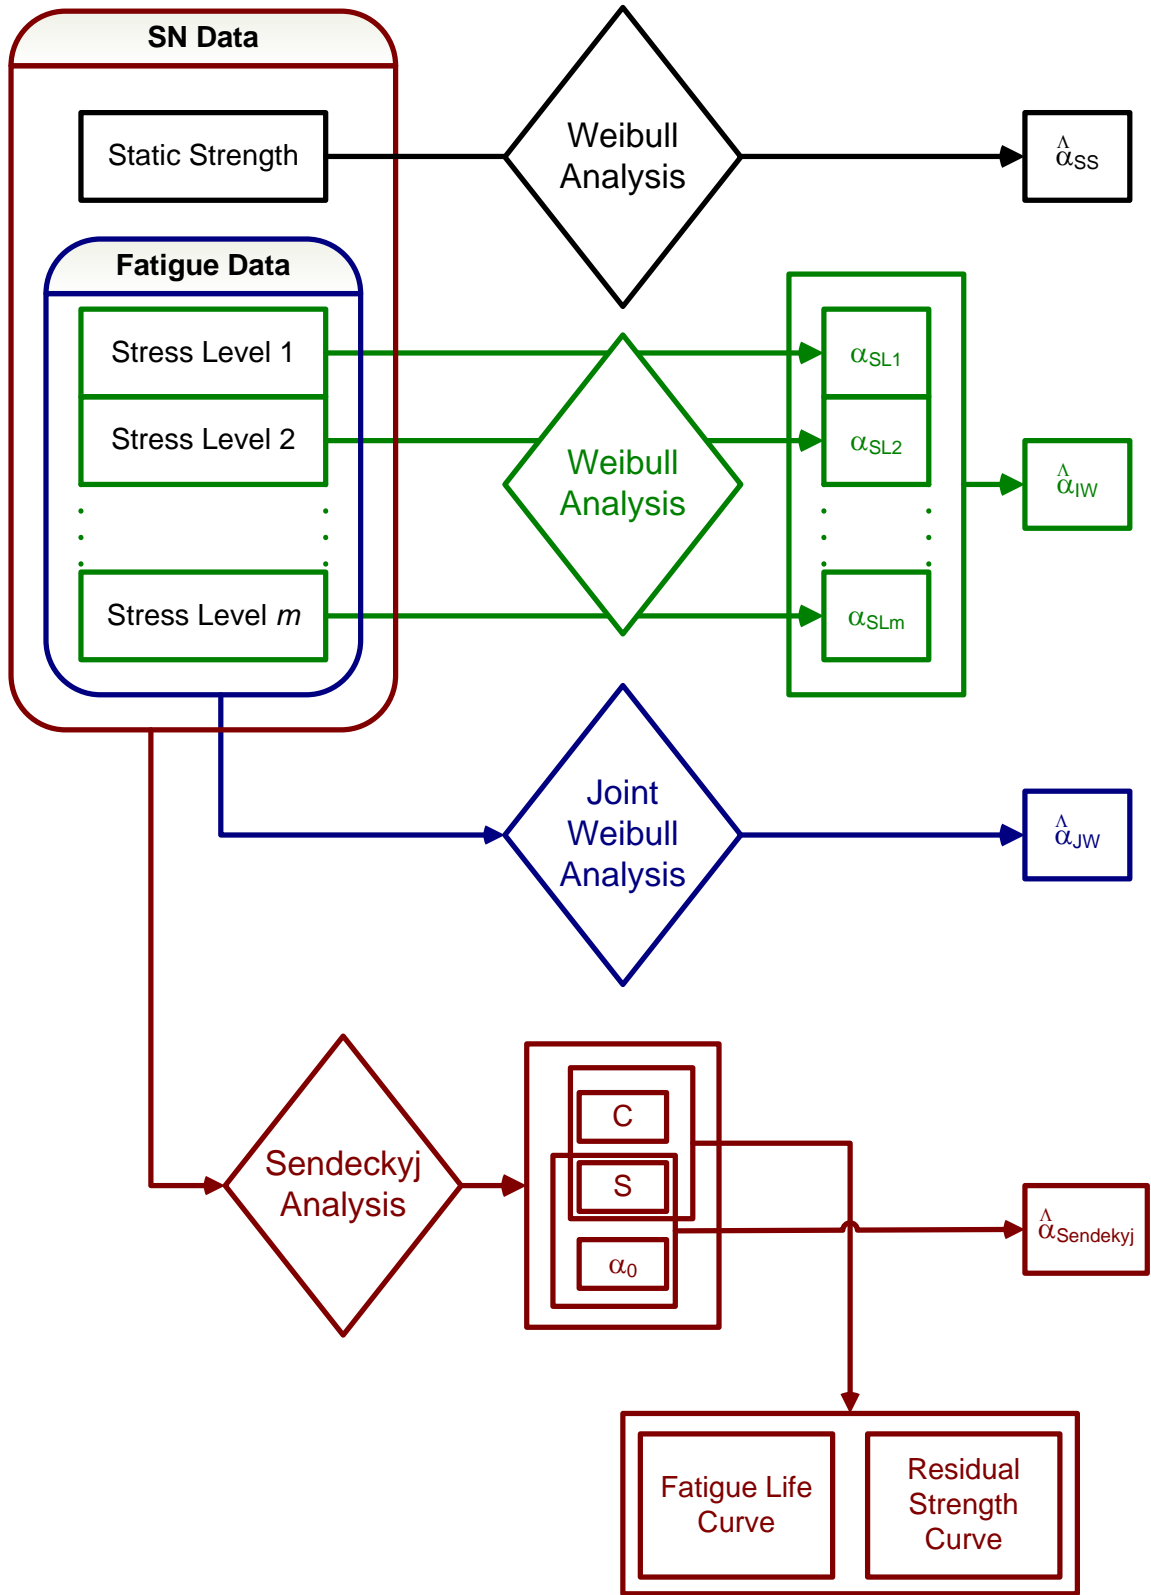 SN Data
Static Strength
Weibull
Analysis
α̂SS
Fatigue Data
Stress Level 1
Stress Level 2
Stress Level m
Weibull
Analysis
αSL1
αSL2
αSLm
α̂IW
Joint
Weibull
Analysis
α̂JW
Sendeckyj
Analysis
C
S
α0
α̂Sendekyj
Fatigue Life
Curve
Residual
Strength
Curve